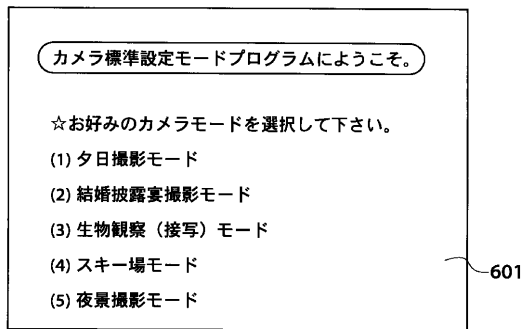 カメラ標準設定モードプログラムにようこそ。
☆お好みのカメラモードを選択して下さい。
(1) 夕日撮影モード
(2) 結婚披露宴撮影モード
(3) 生物観察（接写）モード
(4) スキー場モード
601
(5) 夜景撮影モード